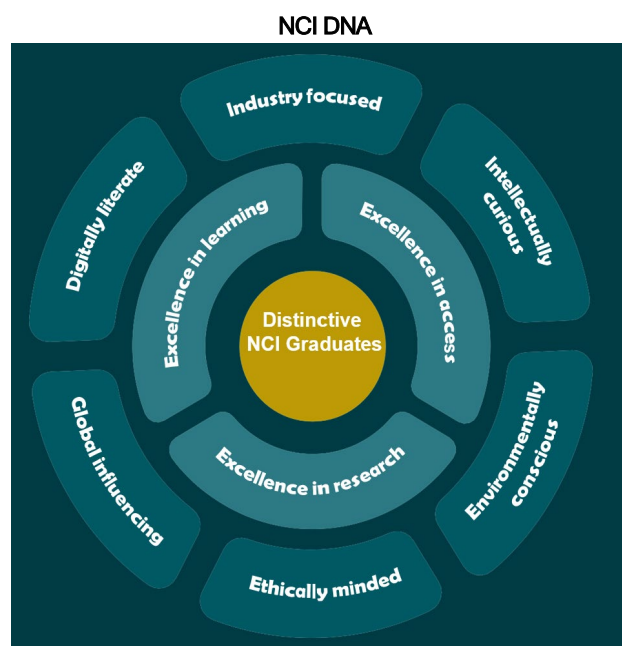 NCI DNA
Industry focused
Intellectually
curious
Environmentally
conscious
Ethically minded
Global influencing
Digitally literate
Excellence in learning
Excellence in access
Excellence in research
Distinctive
NCI Graduates